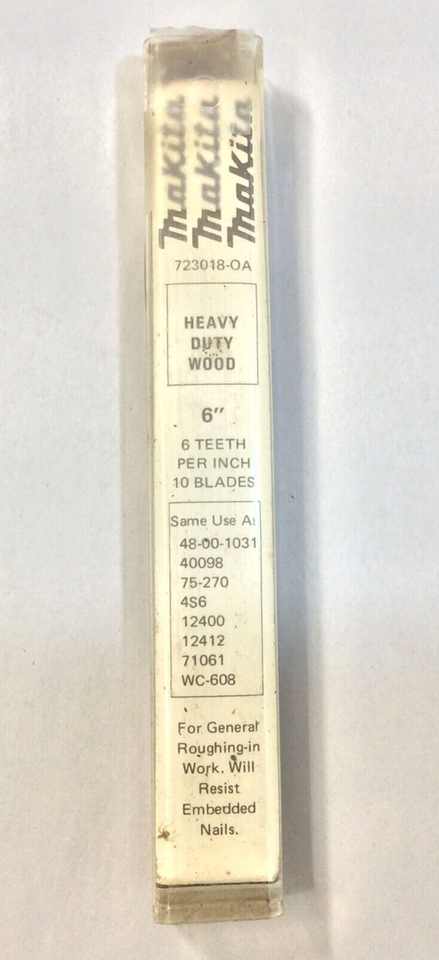 Makita
Makita
Makita
723018-OA
HEAVY
DUTY
WOOD
6"
6 TEETH
PER INCH
10 BLADES
Same Use As
48-00-1031
40098
75-270
4S6
12400
12412
71061
WC-608
For General
Roughing-in
Work. Will
Resist
Embedded
Nails.